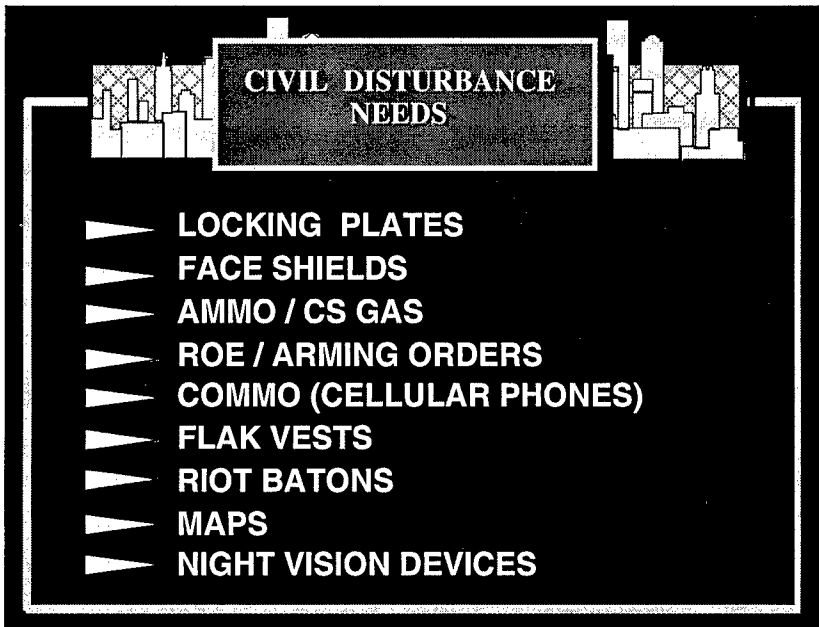 CIVIL DISTURBANCE
NEEDS
LOCKING PLATES
FACE SHIELDS
AMMO / CS GAS
ROE / ARMING ORDERS
COMMO (CELLULAR PHONES)
FLAK VESTS
RIOT BATONS
MAPS
NIGHT VISION DEVICES